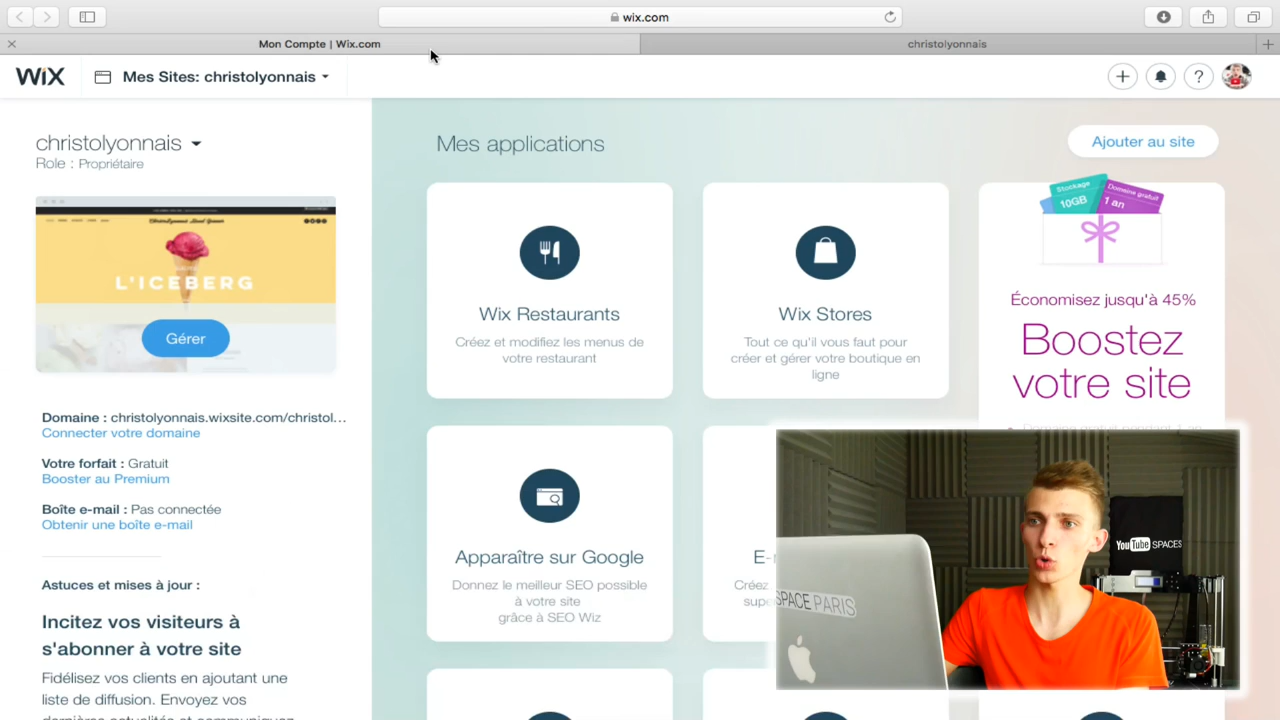 wix.com
Mon Compte | Wix.com
christolyonnais
WiX
Mes Sites: christolyonnais
?
christolyonnais
Role : Propriétaire
L'ICEBERG
Gérer
Domaine : christolyonnais.wixsite.com/christol...
Connecter votre domaine
Votre forfait : Gratuit
Booster au Premium
Boîte e-mail : Pas connectée
Obtenir une boîte e-mail
Astuces et mises à jour :
Incitez vos visiteurs à
s'abonner à votre site
Fidélisez vos clients en ajoutant une
liste de diffusion. Envoyez vos
Mes applications
Ajouter au site
Wix Restaurants
Créez et modifiez les menus de
votre restaurant
Wix Stores
Tout ce qu'il vous faut pour
créer et gérer votre boutique en
ligne
Stockage
10GB
Domaine gratuit
1 an
Économisez jusqu'à 45%
Boostez
votre site
Apparaître sur Google
Donnez le meilleur SEO possible
à votre site
grâce à SEO Wiz
E-
Créez
YouTube SPACES
SPACE PARIS